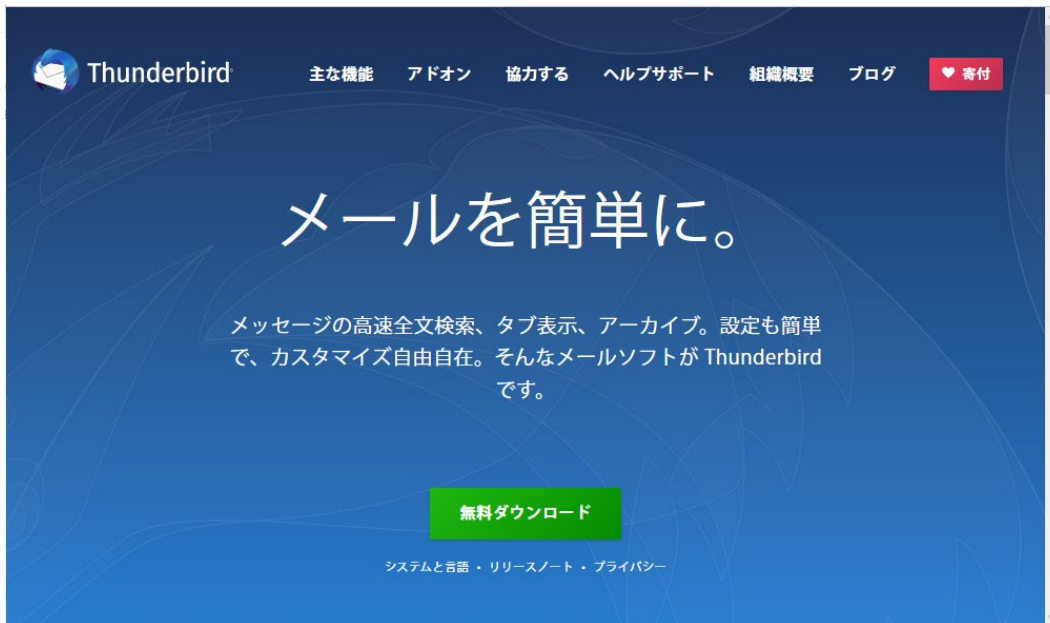 Thunderbird
主な機能 アドオン 協力する ヘルプサポート 組織概要 ブログ ♥ 寄付
メールを簡単に。
メッセージの高速全文検索、タブ表示、アーカイブ。設定も簡単
で、カスタマイズ自由自在。そんなメールソフトが Thunderbird
です。
無料ダウンロード
システムと言語 • リリースノート • プライバシー